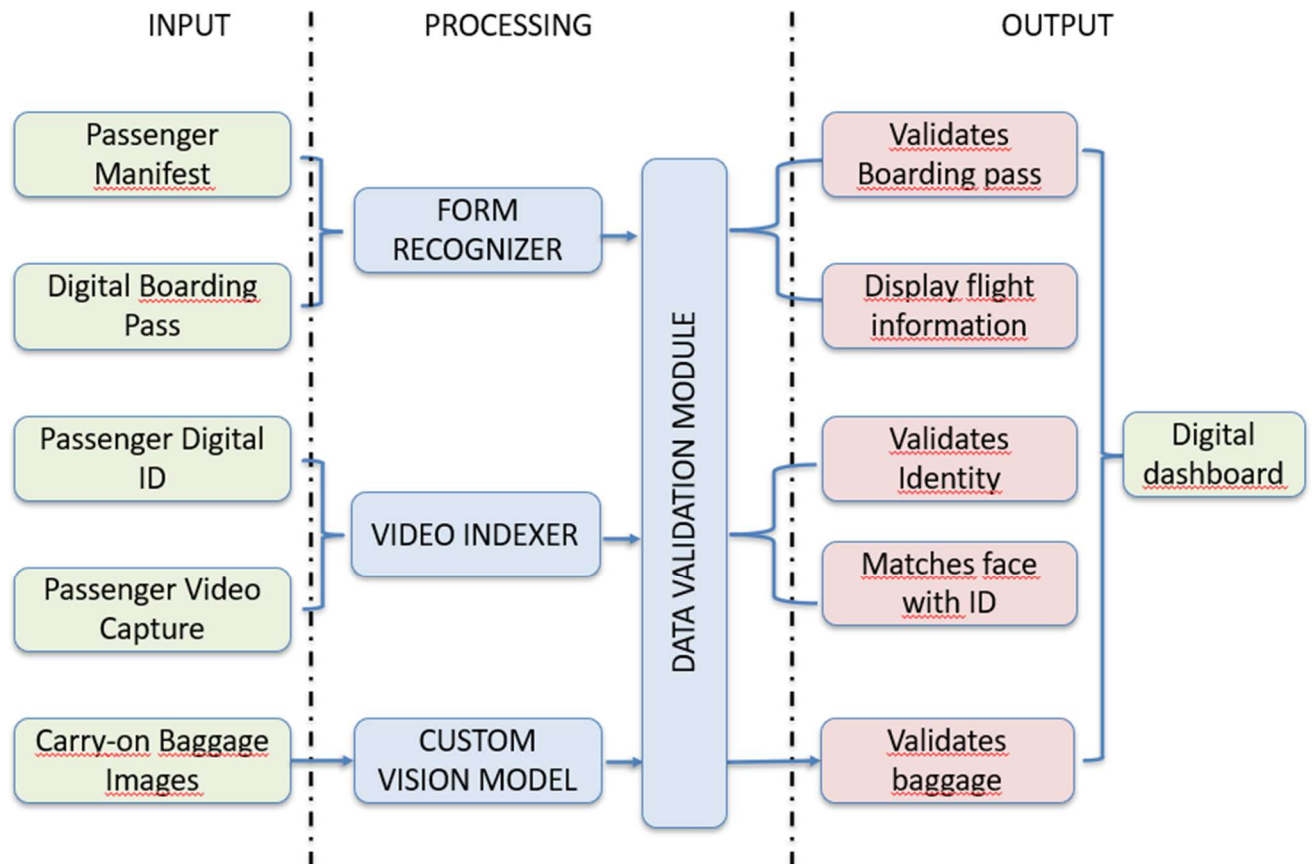 INPUT
PROCESSING
OUTPUT
Passenger
Manifest
Digital Boarding
Pass
Passenger Digital
ID
Passenger Video
Capture
Carry-on Baggage
Images
FORM
RECOGNIZER
VIDEO INDEXER
CUSTOM
VISION MODEL
DATA VALIDATION MODULE
Validates
Boarding pass
Display flight
information
Validates
Identity
Matches face
with ID
Validates
baggage
Digital
dashboard